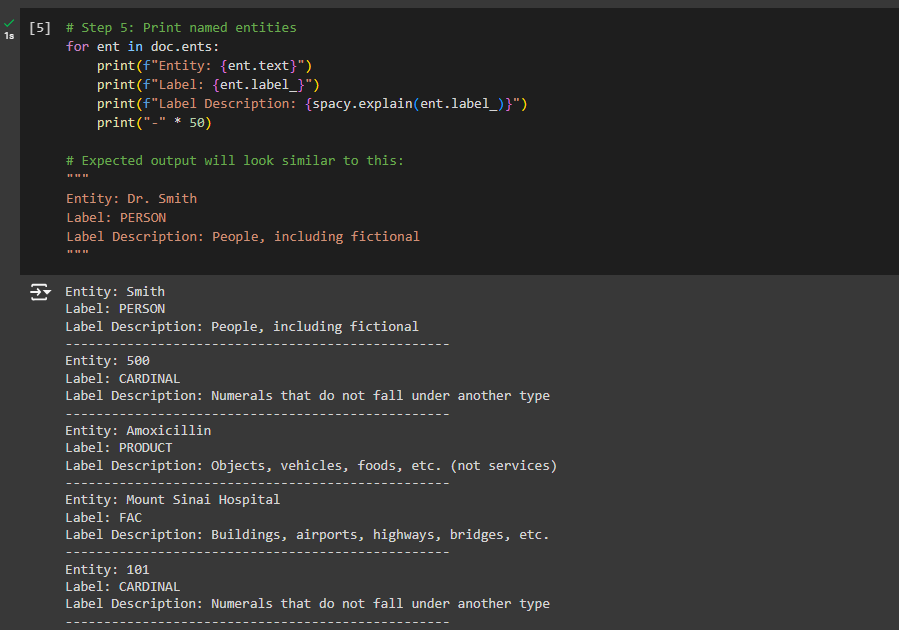 [5] # Step 5: Print named entities
1s
for ent in doc.ents:
    print(f"Entity: {ent.text}")
    print(f"Label: {ent.label_}")
    print(f"Label Description: {spacy.explain(ent.label_)}")
    print("-" * 50)

# Expected output will look similar to this:
"""
Entity: Dr. Smith
Label: PERSON
Label Description: People, including fictional
"""
Entity: Smith
Label: PERSON
Label Description: People, including fictional
--------------------------------------------------
Entity: 500
Label: CARDINAL
Label Description: Numerals that do not fall under another type
--------------------------------------------------
Entity: Amoxicillin
Label: PRODUCT
Label Description: Objects, vehicles, foods, etc. (not services)
--------------------------------------------------
Entity: Mount Sinai Hospital
Label: FAC
Label Description: Buildings, airports, highways, bridges, etc.
--------------------------------------------------
Entity: 101
Label: CARDINAL
Label Description: Numerals that do not fall under another type
--------------------------------------------------